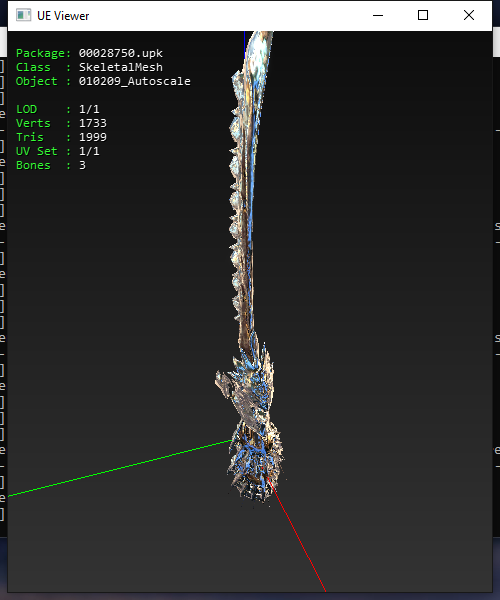 UE Viewer
Package: 00028750.upk
Class  : SkeletalMesh
Object : 010209_Autoscale
LOD    : 1/1
Verts  : 1733
Tris   : 1999
UV Set : 1/1
Bones  : 3